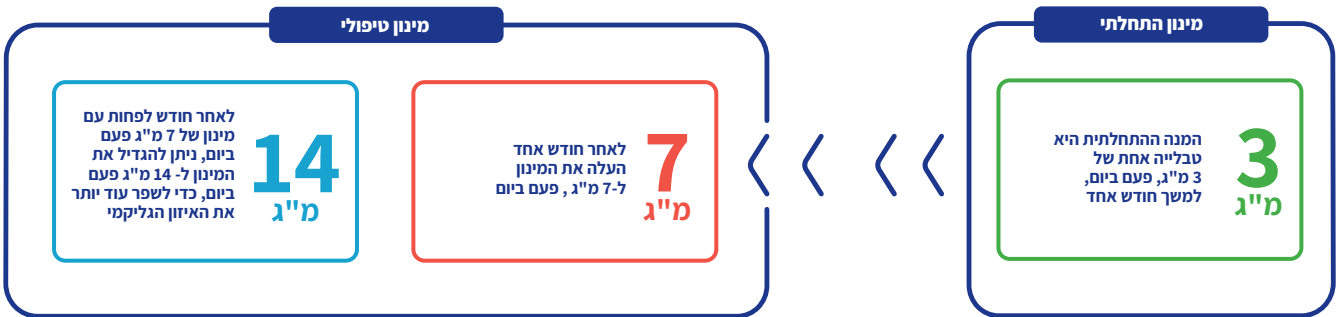 מינון התחלתי
3
מ"ג
המנה ההתחלתית היא
טבלייה אחת של
3 מ"ג, פעם ביום,
למשך חודש אחד
מינון טיפולי
7
מ"ג
לאחר חודש אחד
העלה את המינון
ל-7 מ"ג , פעם ביום
14
מ"ג
לאחר חודש לפחות עם
מינון של 7 מ"ג פעם
ביום, ניתן להגדיל את
המינון ל- 14 מ"ג פעם
ביום, כדי לשפר עוד יותר
את האיזון הגליקמי